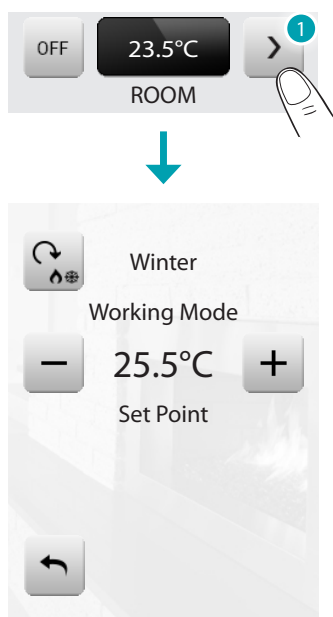 1
OFF 23.5°C >
ROOM
Winter
Working Mode
− 25.5°C +
Set Point